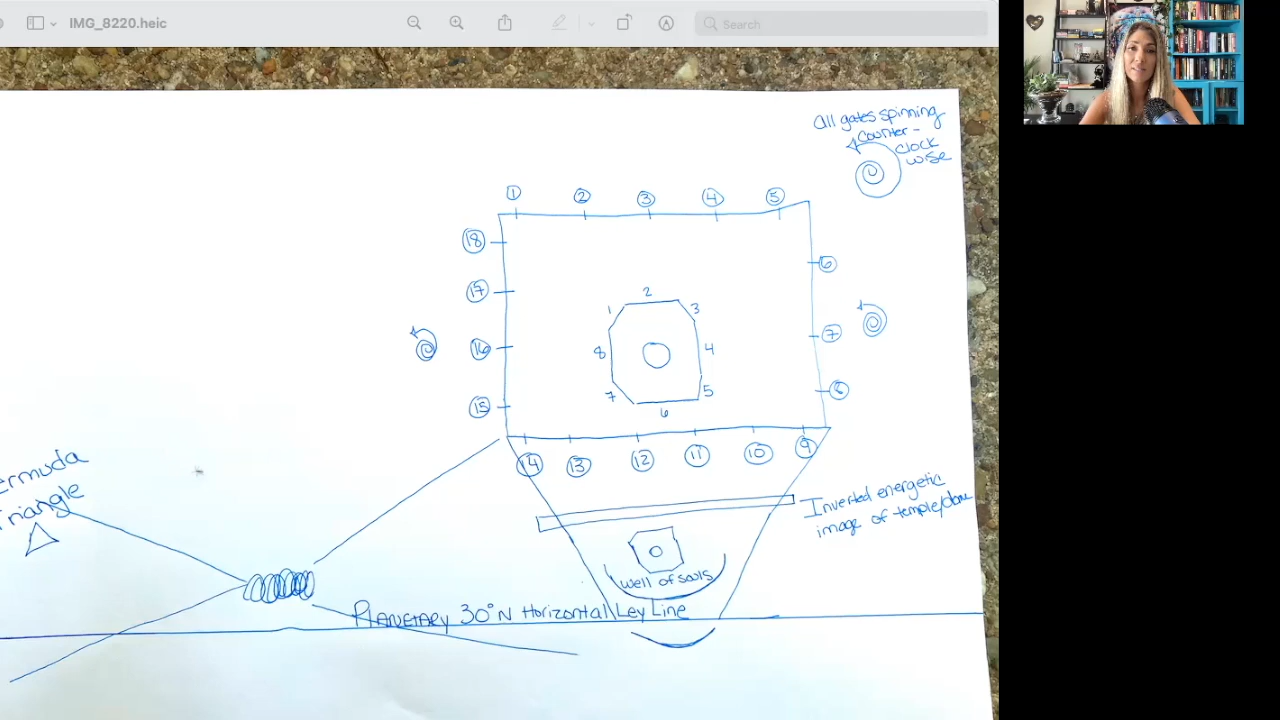 IMG_8220.heic
Search
All gates spinning
counter-
clock
wise
1 2 3 4 5
18
6
17
2
1 3
7
16
8 4
8
15
7 5
6
14 13 12 11 10 9
ermuda
riangle
Inverted energetic
image of temple/dome
well of souls
PLANETARY 30°N Horizontal Ley Line